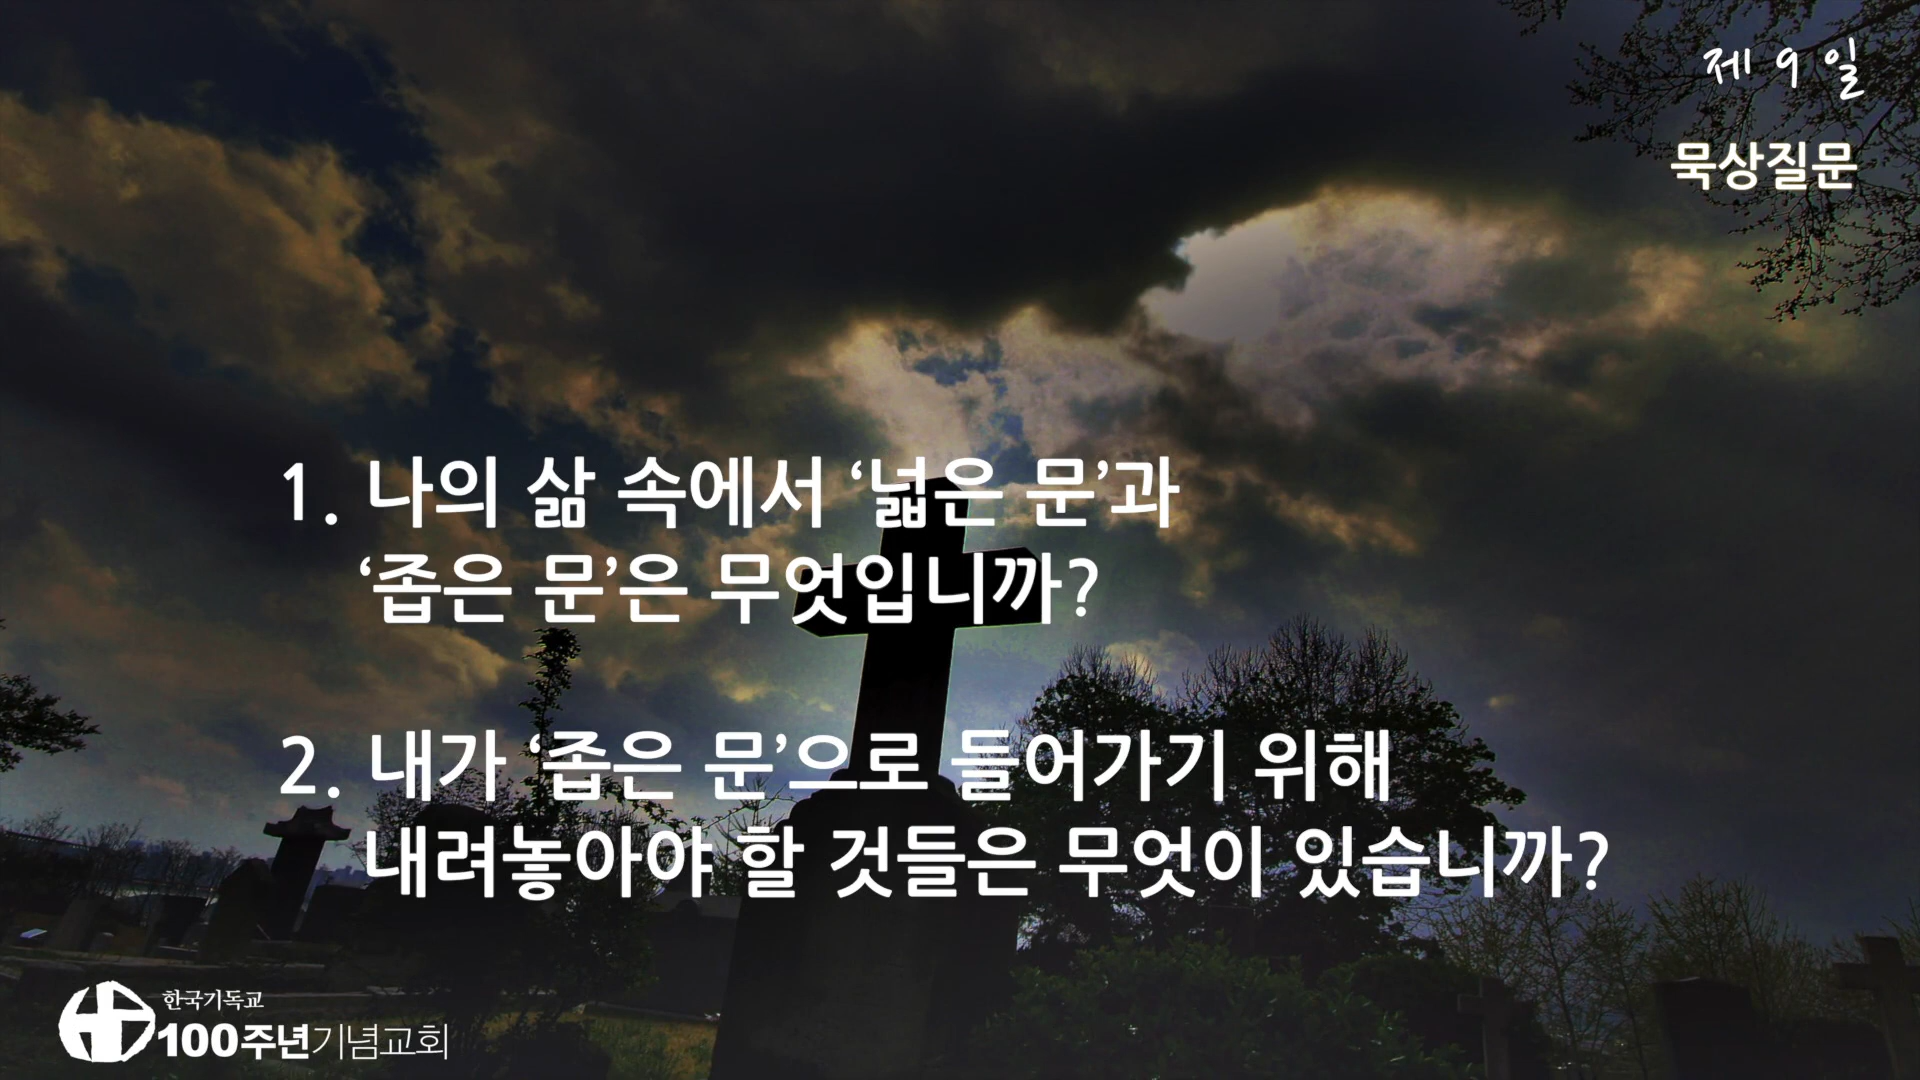 제 9 일
묵상질문
1. 나의 삶 속에서 ‘넓은 문’과
‘좁은 문’은 무엇입니까?
2. 내가 ‘좁은 문’으로 들어가기 위해
내려놓아야 할 것들은 무엇이 있습니까?
한국기독교
100주년기념교회